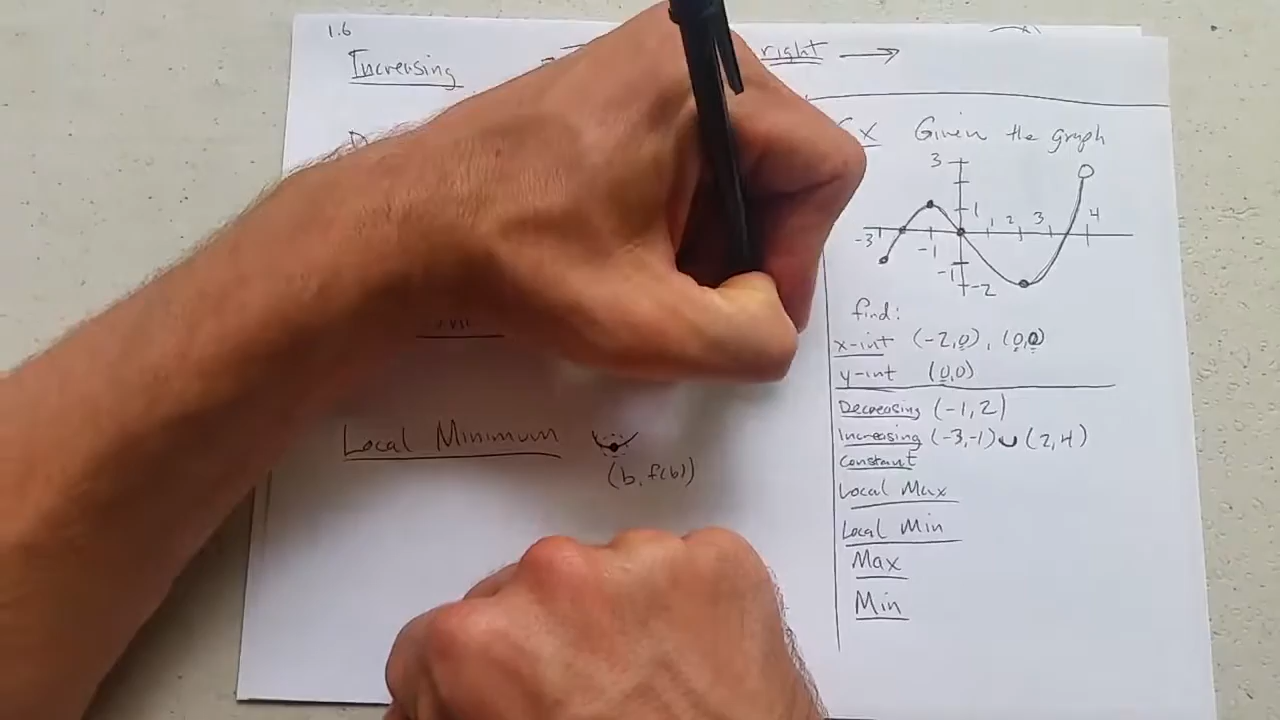 1.6
Increasing
right
Ex Given the graph
3
1
1 2 3 4
-3
-1
-1
-2
find:
x-int (-2,0), (0,0)
y-int (0,0)
Decreasing (-1,2)
Increasing (-3,-1)∪(2,4)
Constant
Local Max
Local Min
Max
Min
Local Minimum
(b, f(b))